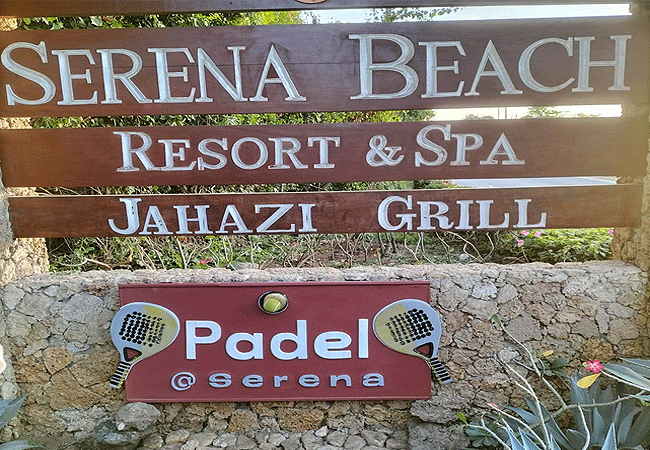 SERENA BEACH
RESORT & SPA
JAHAZI GRILL
Padel
@serena